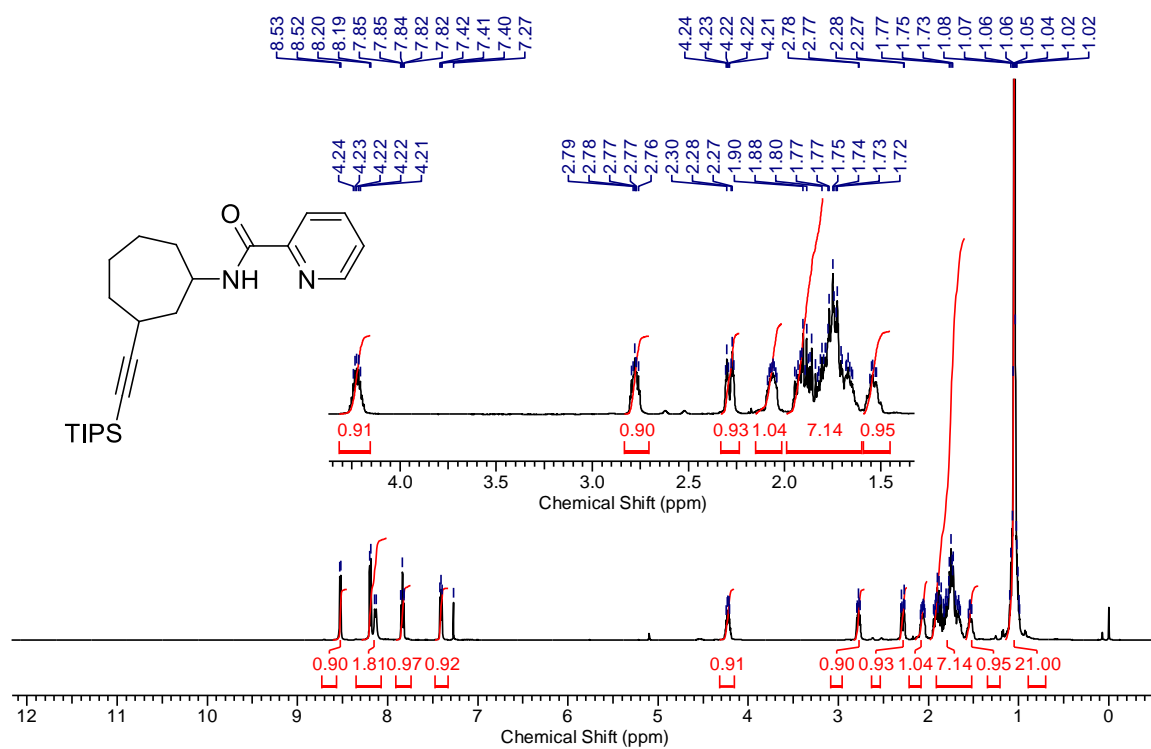 8.53 8.52 8.20 8.19 7.85 7.85 7.84 7.82 7.82 7.42 7.41 7.40 7.27 4.24 4.23 4.22 4.22 4.21 2.78 2.77 2.28 2.27 1.77 1.75 1.73 1.08 1.07 1.06 1.06 1.05 1.04 1.02 1.02
4.24 4.23 4.22 4.22 4.21 2.79 2.78 2.77 2.77 2.76 2.30 2.28 2.27 1.90 1.88 1.80 1.77 1.77 1.75 1.74 1.73 1.72
O
NH
N
TIPS
0.91 0.90 0.93 1.04 7.14 0.95
4.0 3.5 3.0 2.5 2.0 1.5
Chemical Shift (ppm)
0.90 1.81 0.97 0.92 0.91 0.90 0.93 1.04 7.14 0.95 21.00
12 11 10 9 8 7 6 5 4 3 2 1 0
Chemical Shift (ppm)